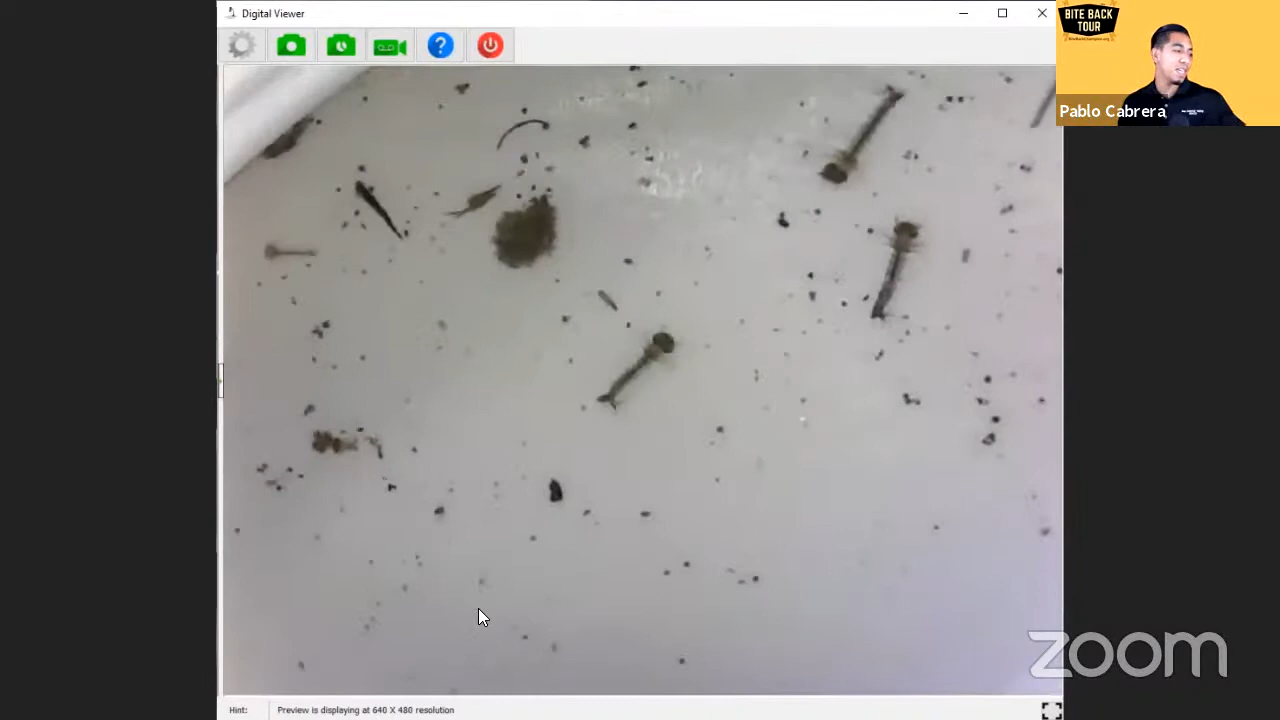 Digital Viewer
BITE BACK
TOUR
Pablo Cabrera
zoom
Hint: Preview is displaying at 640 X 480 resolution